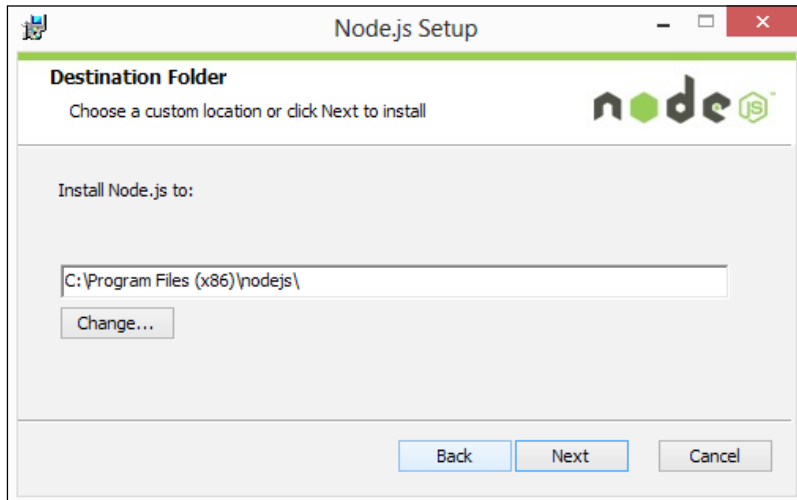 Node.js Setup
Destination Folder
Choose a custom location or click Next to install
node JS™
Install Node.js to:
C:\Program Files (x86)\nodejs\
Change...
Back Next Cancel